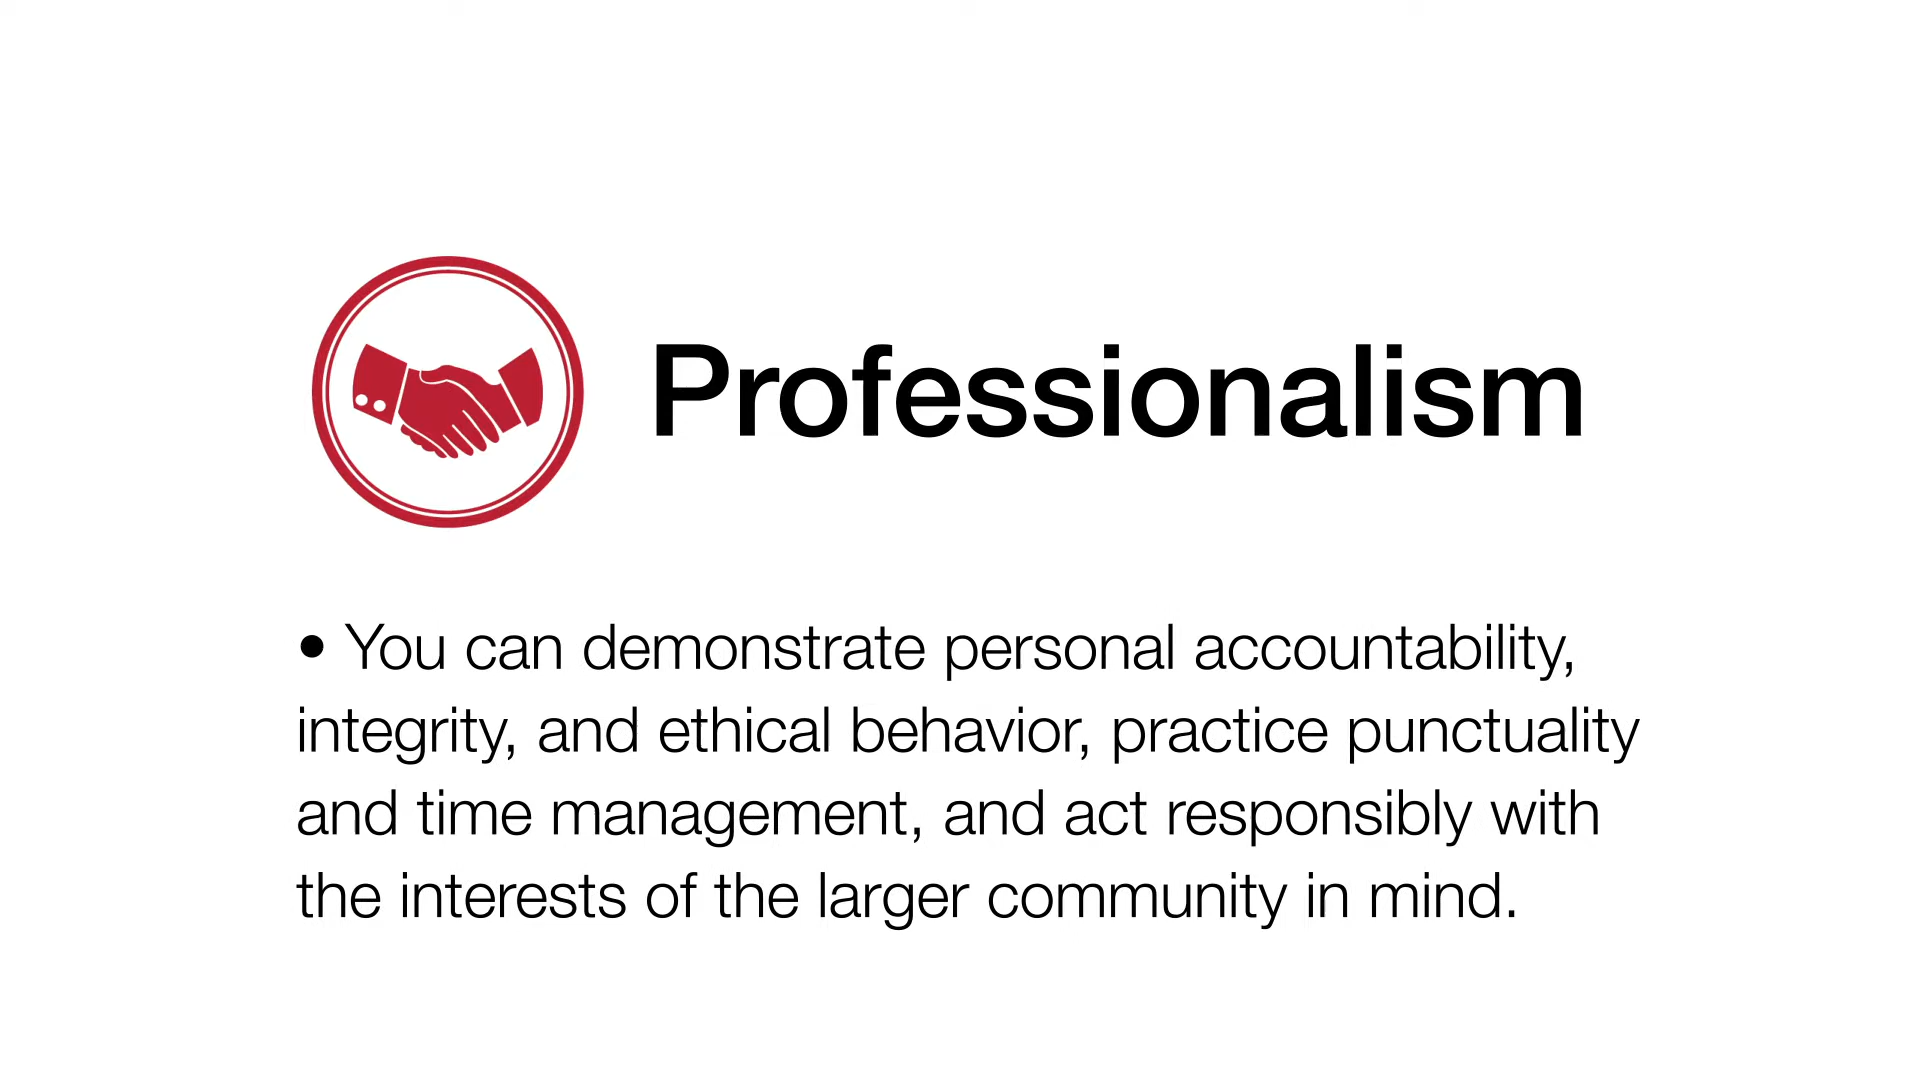 Professionalism
• You can demonstrate personal accountability,
integrity, and ethical behavior, practice punctuality
and time management, and act responsibly with
the interests of the larger community in mind.